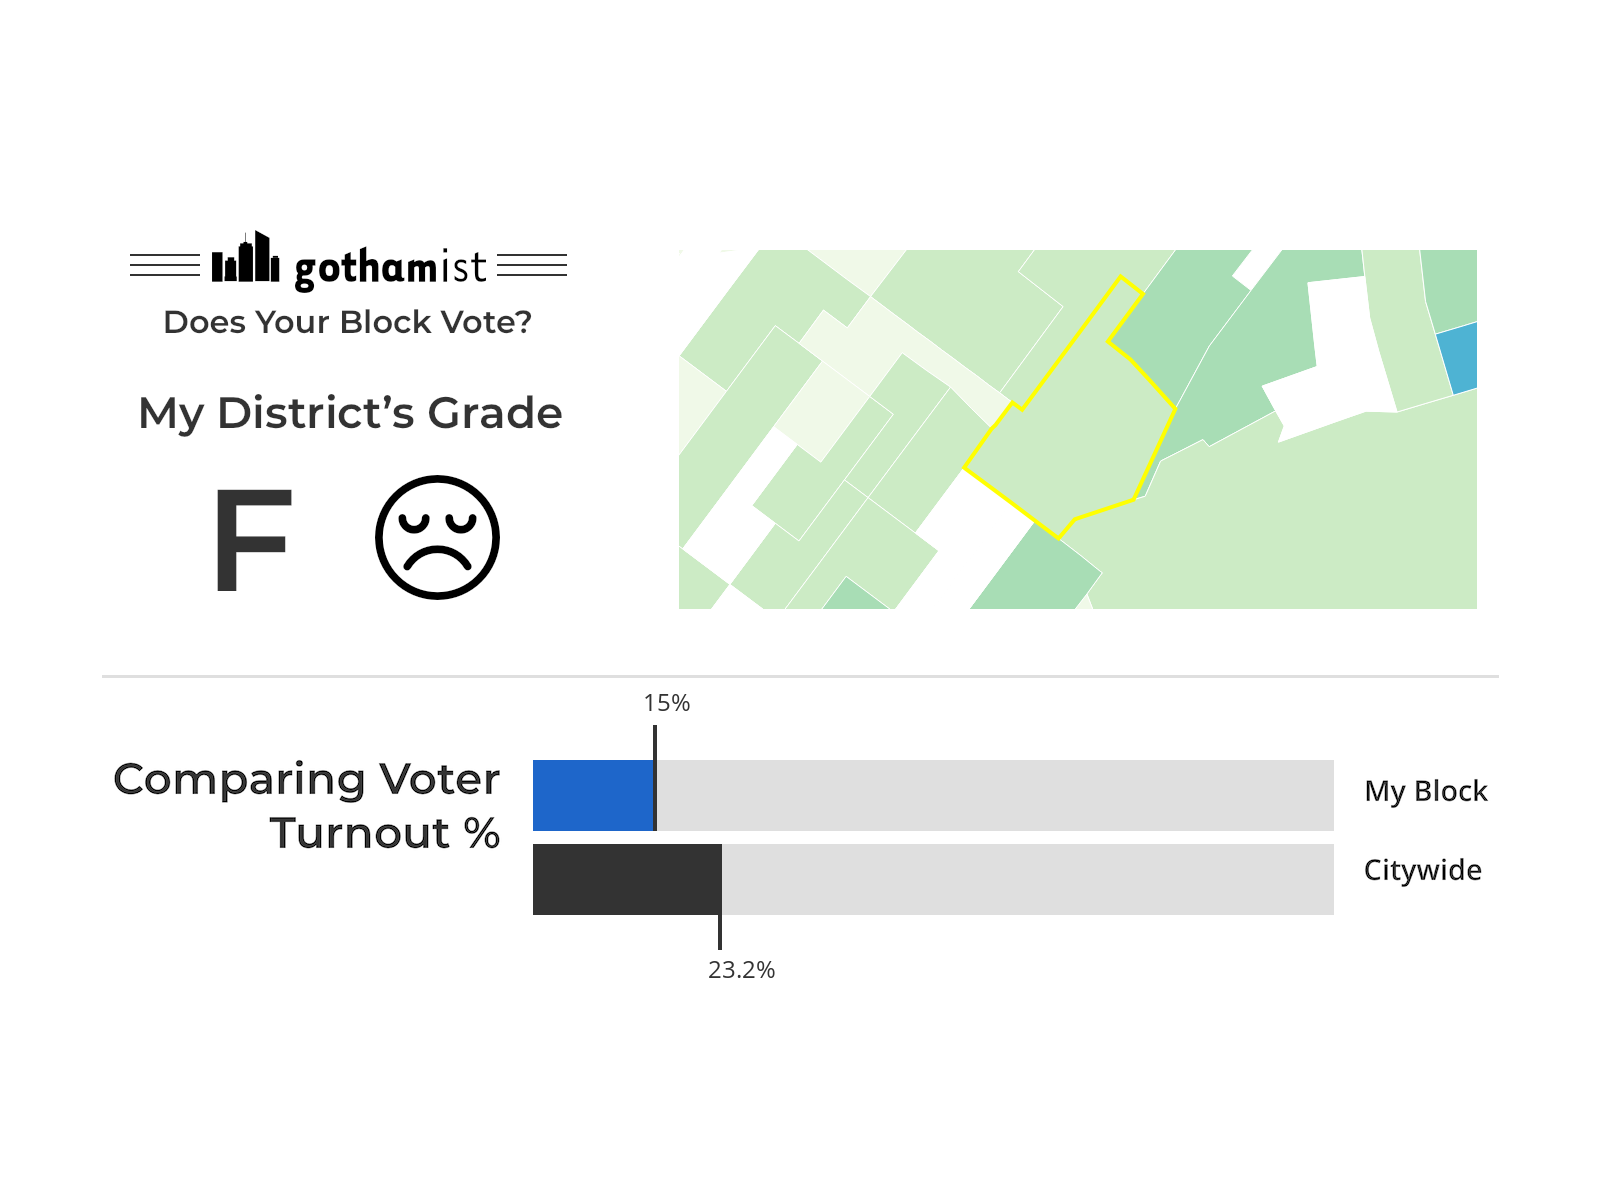 gothamist
Does Your Block Vote?
My District’s Grade
F
15%
Comparing Voter
Turnout %
My Block
Citywide
23.2%